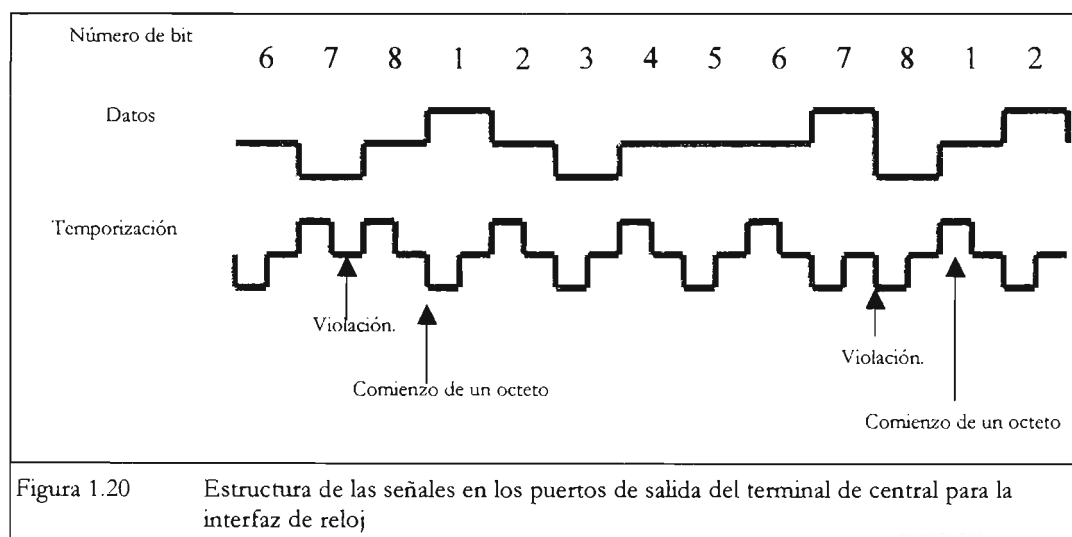 Número de bit
6 7 8 1 2 3 4 5 6 7 8 1 2
Datos
Temporización
Violación.
Violación.
Comienzo de un octeto
Comienzo de un octeto
Figura 1.20 Estructura de las señales en los puertos de salida del terminal de central para la
interfaz de reloj